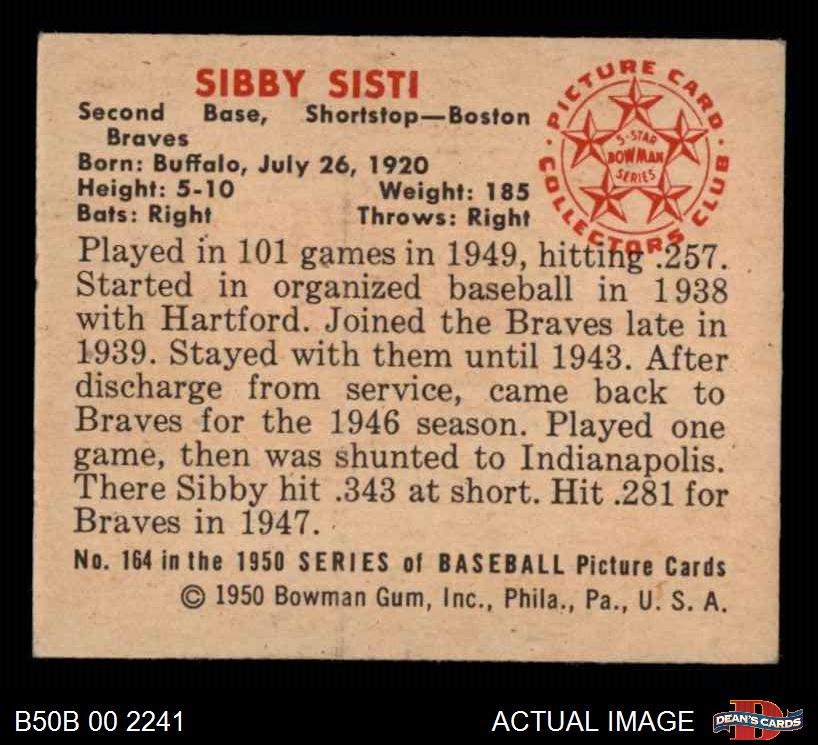 SIBBY SISTI
Second Base, Shortstop—Boston
Braves
Born: Buffalo, July 26, 1920
Height: 5-10 Weight: 185
Bats: Right Throws: Right
PICTURE CARD
COLLECTORS CLUB
5-STAR
BOWMAN
SERIES
Played in 101 games in 1949, hitting .257.
Started in organized baseball in 1938
with Hartford. Joined the Braves late in
1939. Stayed with them until 1943. After
discharge from service, came back to
Braves for the 1946 season. Played one
game, then was shunted to Indianapolis.
There Sibby hit .343 at short. Hit .281 for
Braves in 1947.
No. 164 in the 1950 SERIES of BASEBALL Picture Cards
© 1950 Bowman Gum, Inc., Phila., Pa., U. S. A.
B50B 00 2241
ACTUAL IMAGE
DEAN'S CARDS